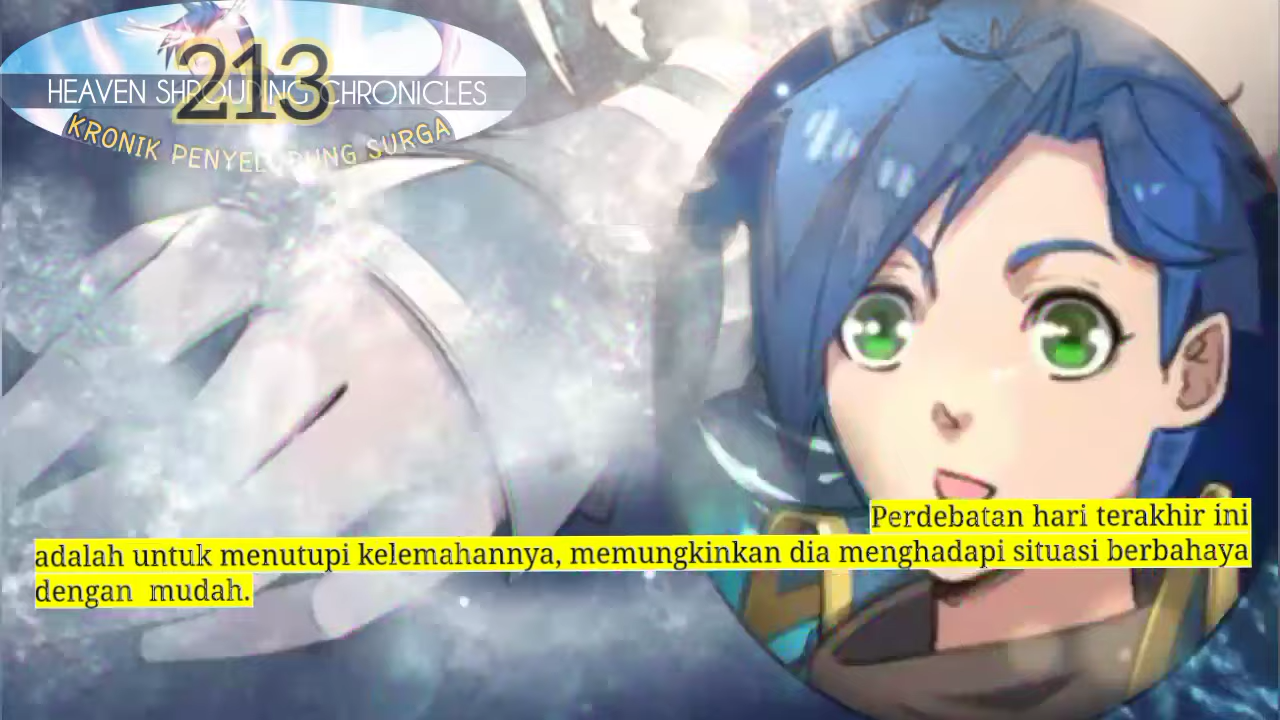 213
HEAVEN SHROUDING CHRONICLES
KRONIK PENYELUBUNG SURGA
Perdebatan hari terakhir ini
adalah untuk menutupi kelemahannya, memungkinkan dia menghadapi situasi berbahaya
dengan mudah.